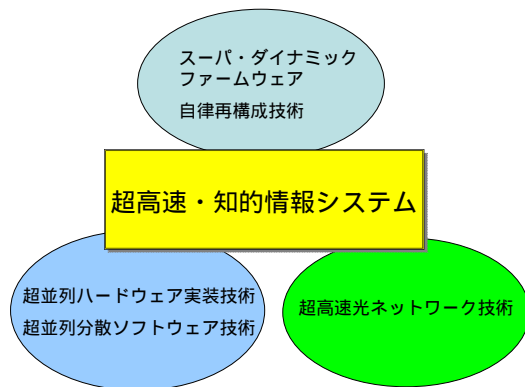 スーパ・ダイナミック
ファームウェア
自律再構成技術
超高速・知的情報システム
超並列ハードウェア実装技術
超並列分散ソフトウェア技術
超高速光ネットワーク技術